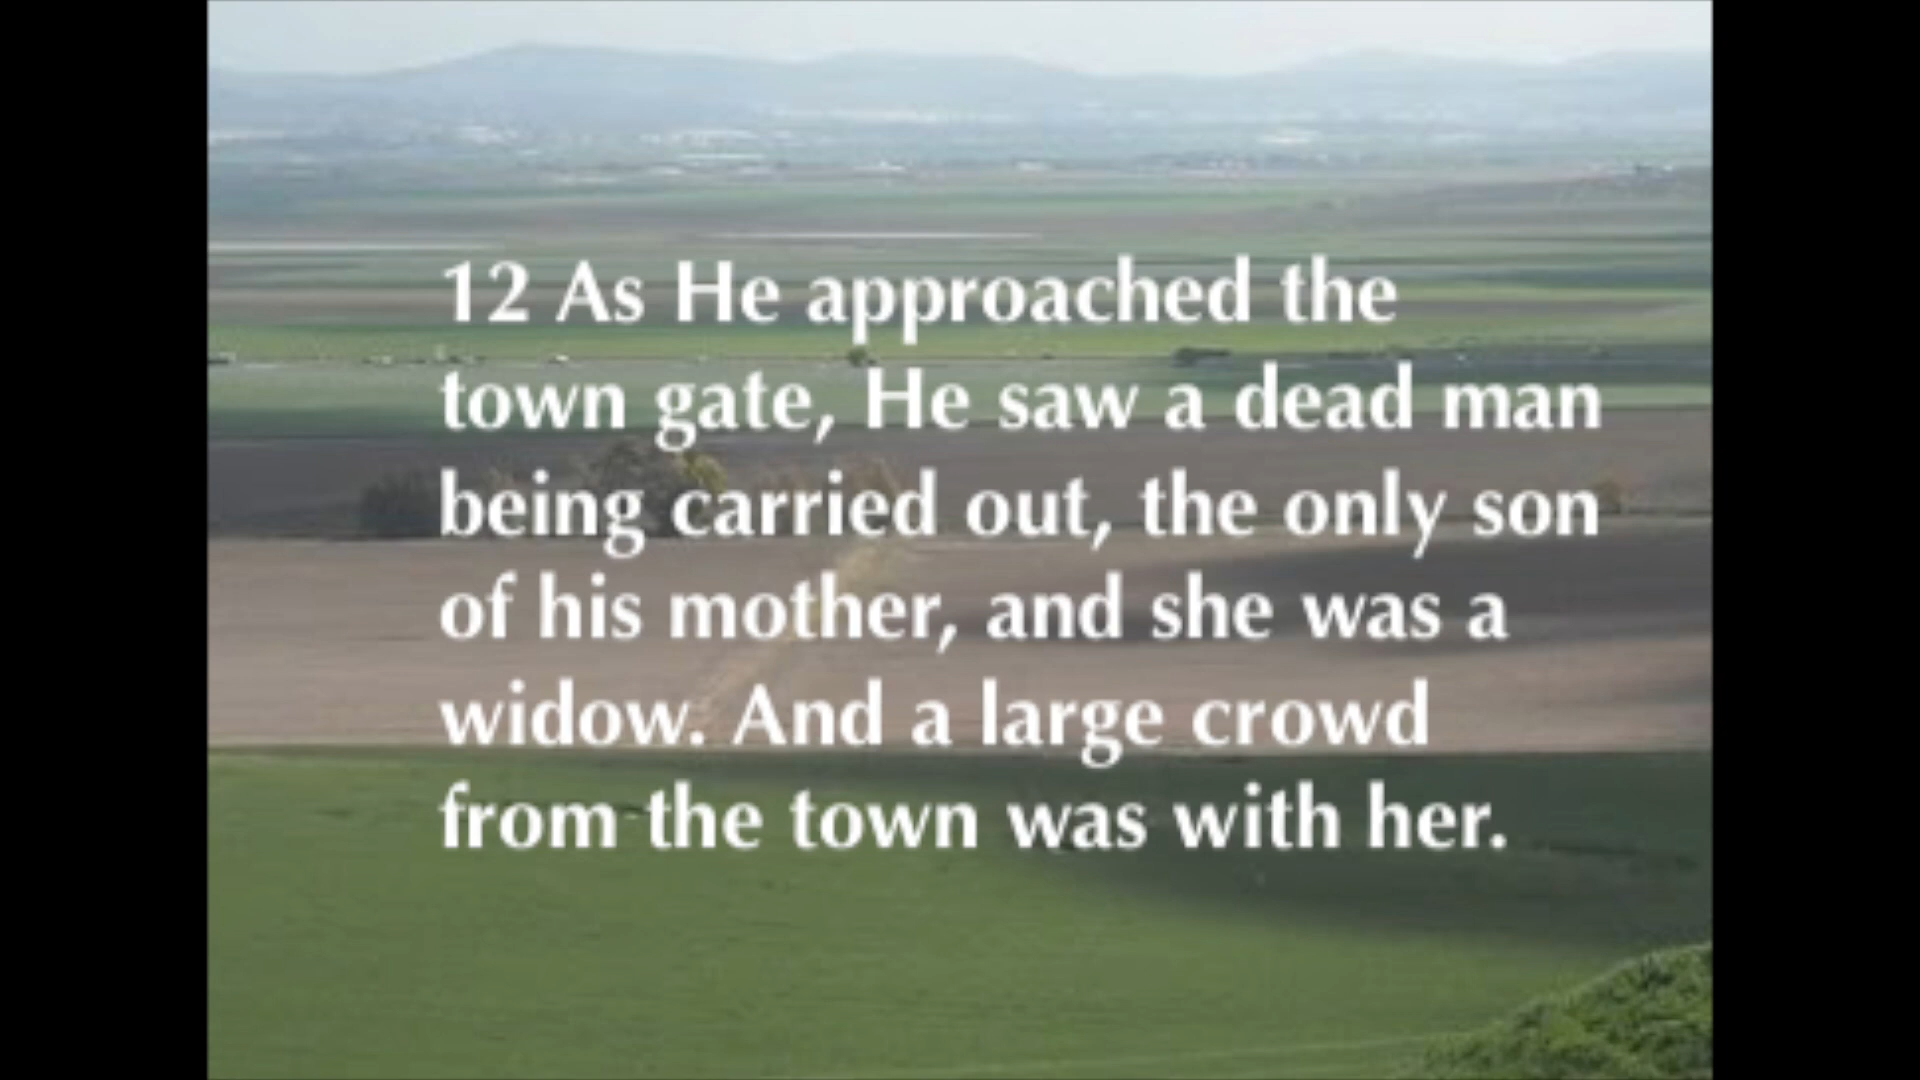 12 As He approached the
town gate, He saw a dead man
being carried out, the only son
of his mother, and she was a
widow. And a large crowd
from the town was with her.